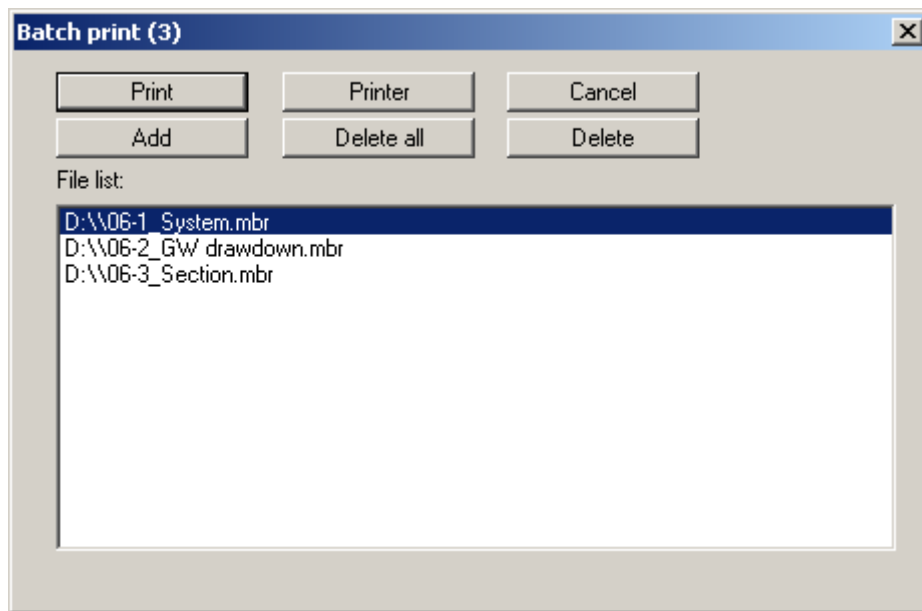 Batch print (3)
Print Printer Cancel
Add Delete all Delete
File list:
D:\\06-1_System.mbr
D:\\06-2_GW drawdown.mbr
D:\\06-3_Section.mbr